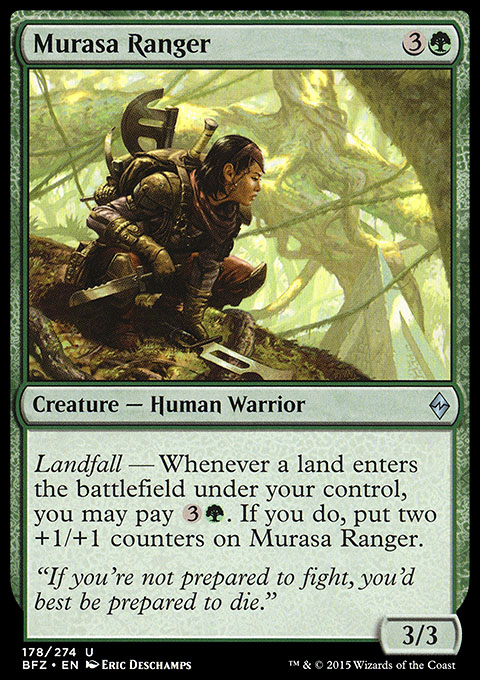 Murasa Ranger 3
Creature — Human Warrior
Landfall — Whenever a land enters
the battlefield under your control,
you may pay 3. If you do, put two
+1/+1 counters on Murasa Ranger.
“If you’re not prepared to fight, you’d
best be prepared to die.”
3/3
178/274 U
BFZ • EN Eric Deschamps
™ & © 2015 Wizards of the Coast